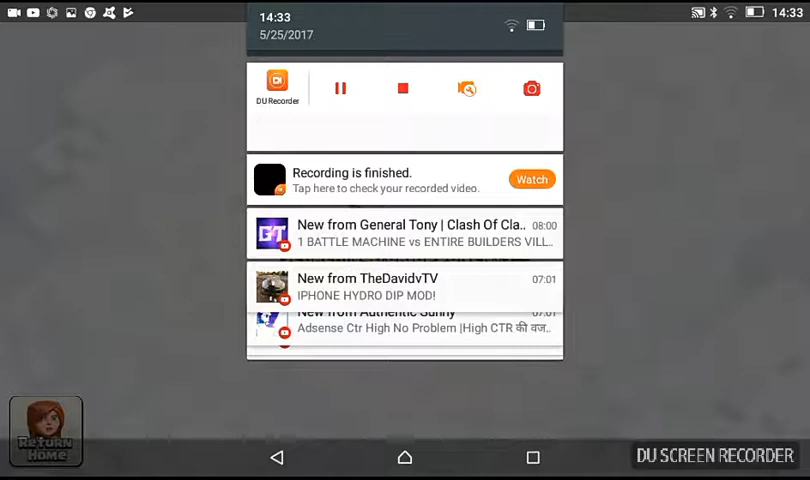 14:33
14:33
5/25/2017
DU Recorder
Recording is finished.
Tap here to check your recorded video.
Watch
New from General Tony | Clash Of Cla..
08:00
1 BATTLE MACHINE vs ENTIRE BUILDERS VILL..
New from TheDavidvTV
07:01
IPHONE HYDRO DIP MOD!
New from Authentic Sunny
07:01
Adsense Ctr High No Problem |High CTR की वज..
RETURN
HOME
DU SCREEN RECORDER